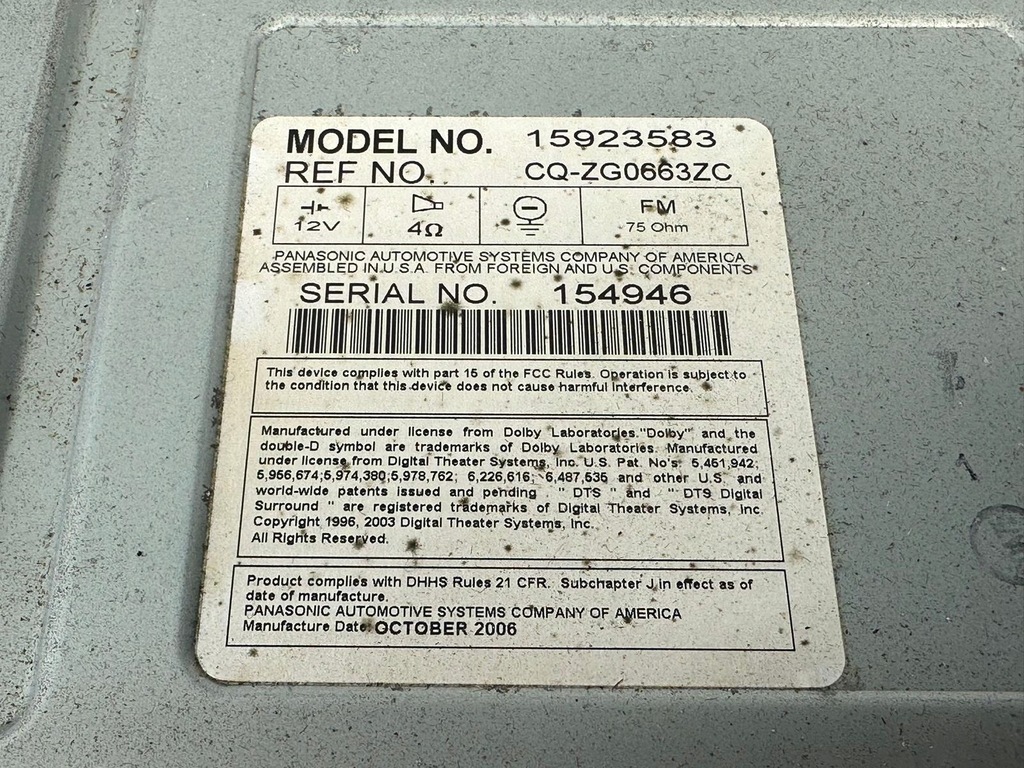 MODEL NO. 15923583
REF NO. CQ-ZG0663ZC
12V 4Ω FM 75 Ohm
PANASONIC AUTOMOTIVE SYSTEMS COMPANY OF AMERICA
ASSEMBLED IN U.S.A. FROM FOREIGN AND U.S. COMPONENTS
SERIAL NO. 154946
This device complies with part 15 of the FCC Rules. Operation is subject to
the condition that this device does not cause harmful interference.
Manufactured under license from Dolby Laboratories."Dolby" and the
double-D symbol are trademarks of Dolby Laboratories. Manufactured
under license from Digital Theater Systems, Inc. U.S. Pat. No's: 5,451,942;
5,956,674;5,974,380;5,978,762; 6,226,616; 6,487,535 and other U.S. and
world-wide patents issued and pending. " DTS " and " DTS Digital
Surround " are registered trademarks of Digital Theater Systems, Inc.
Copyright 1996, 2003 Digital Theater Systems, Inc.
All Rights Reserved.
Product complies with DHHS Rules 21 CFR. Subchapter J in effect as of
date of manufacture.
PANASONIC AUTOMOTIVE SYSTEMS COMPANY OF AMERICA
Manufacture Date: OCTOBER 2006